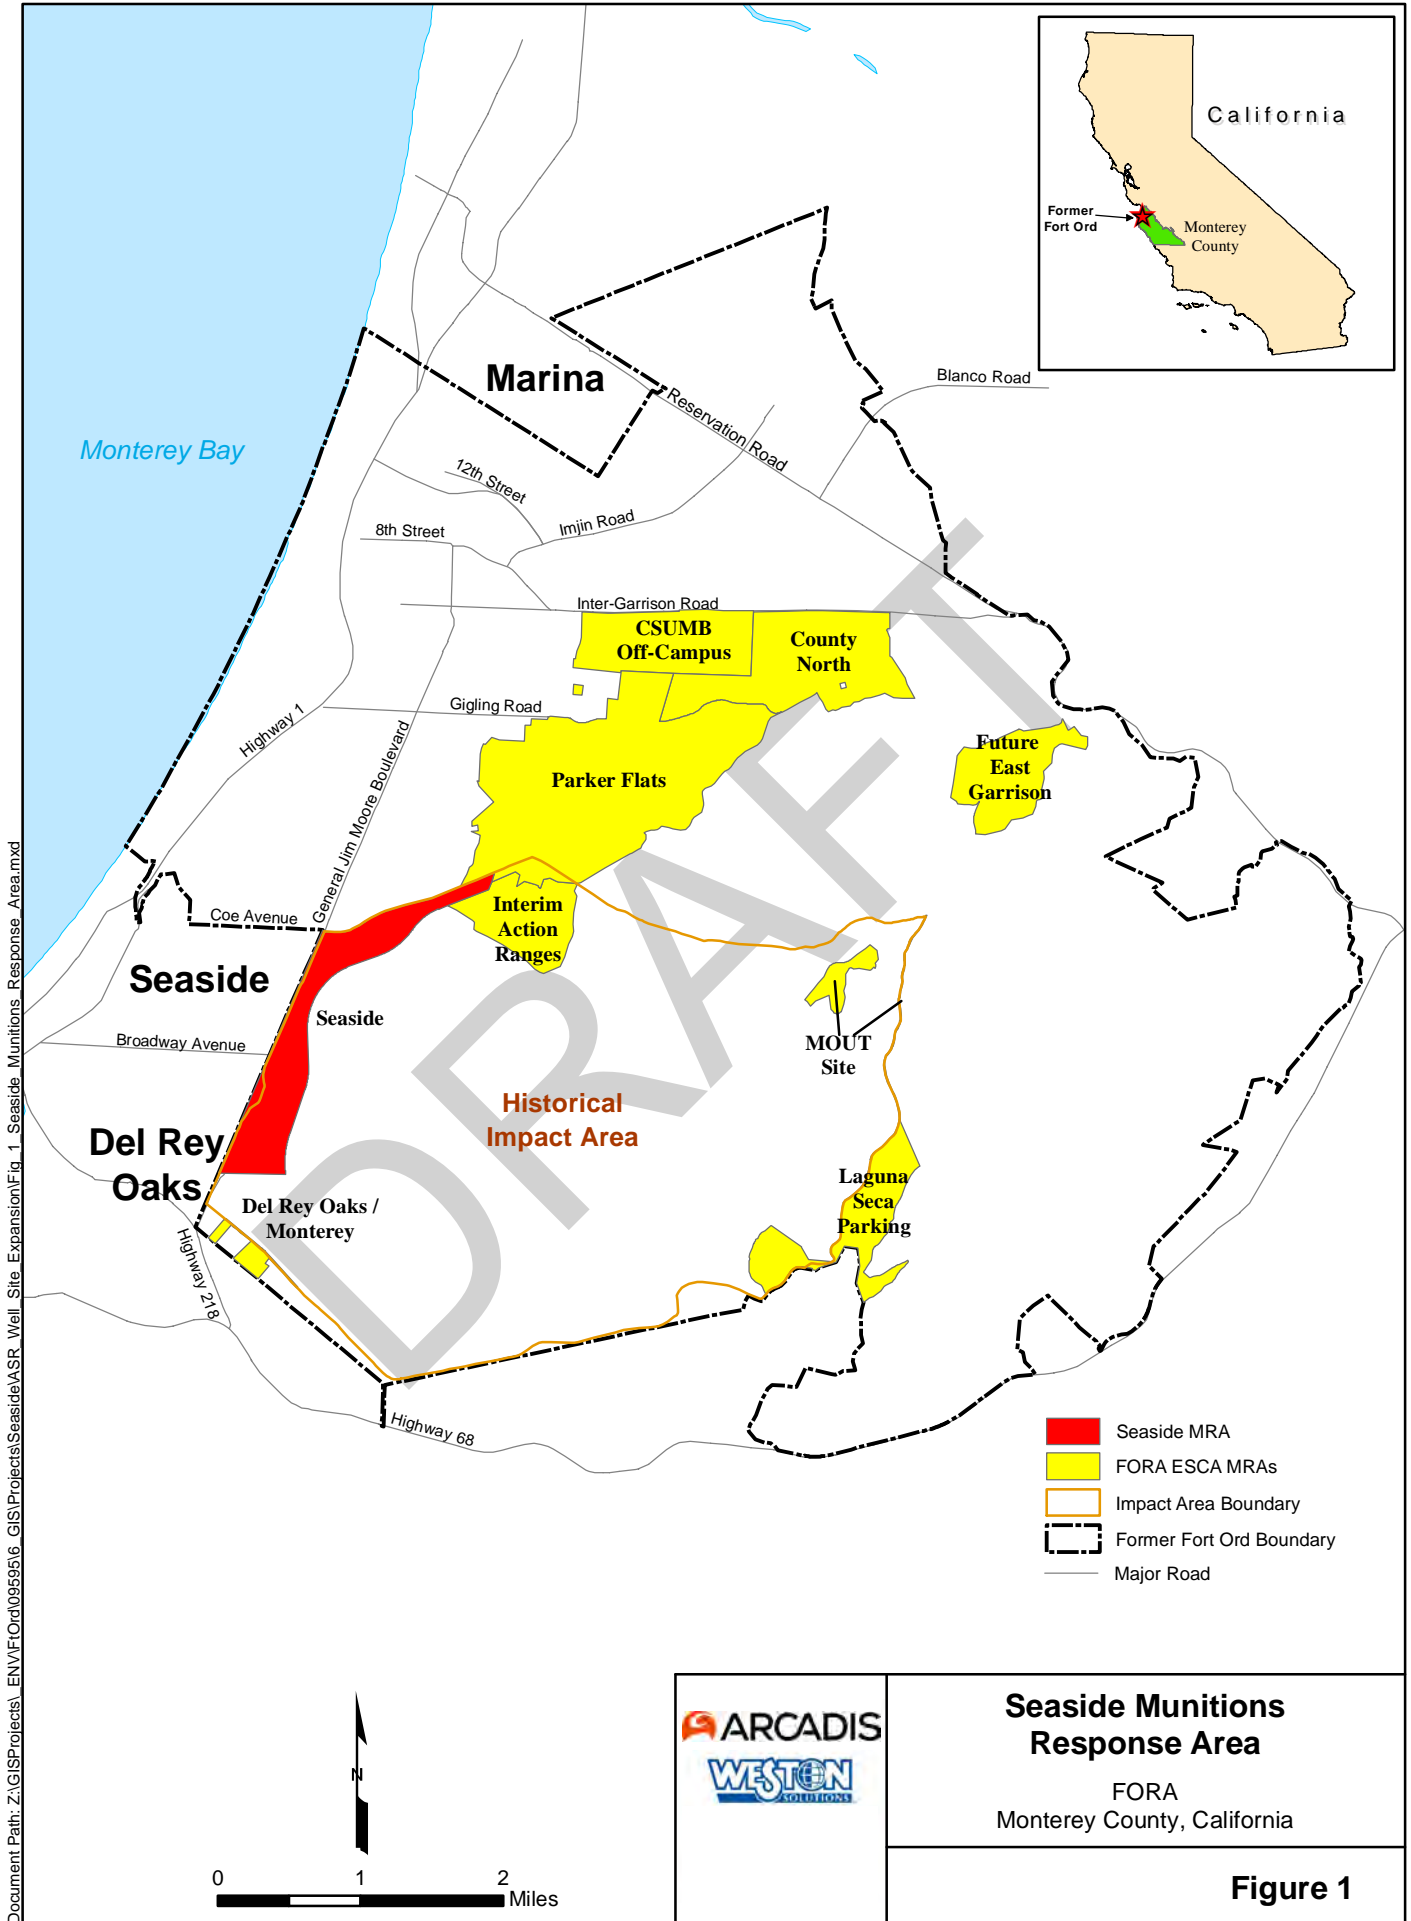 California
Former
Fort Ord
Monterey
County
Marina
Blanco Road
Reservation Road
Monterey Bay
12th Street
Imjin Road
8th Street
Inter-Garrison Road
CSUMB
Off-Campus
County
North
Gigling Road
Highway 1
General Jim Moore Boulevard
Parker Flats
Future
East
Garrison
Coe Avenue
Interim
Action
Ranges
Seaside
Seaside
Broadway Avenue
MOUT
Site
Historical
Impact Area
Del Rey
Oaks
Laguna
Seca
Parking
Del Rey Oaks /
Monterey
Highway 218
Highway 68
DRAFT
Seaside MRA
FORA ESCA MRAs
Impact Area Boundary
Former Fort Ord Boundary
Major Road
N
0 1 2
Miles
ARCADIS
WESTON
SOLUTIONS
Seaside Munitions
Response Area
FORA
Monterey County, California
Figure 1
Document Path: Z:\GISProjects\_ENV\FtOrd\09595\6_GIS\Projects\Seaside\ASR_Well_Site_Expansion\Fig_1_Seaside_Munitions_Response_Area.mxd